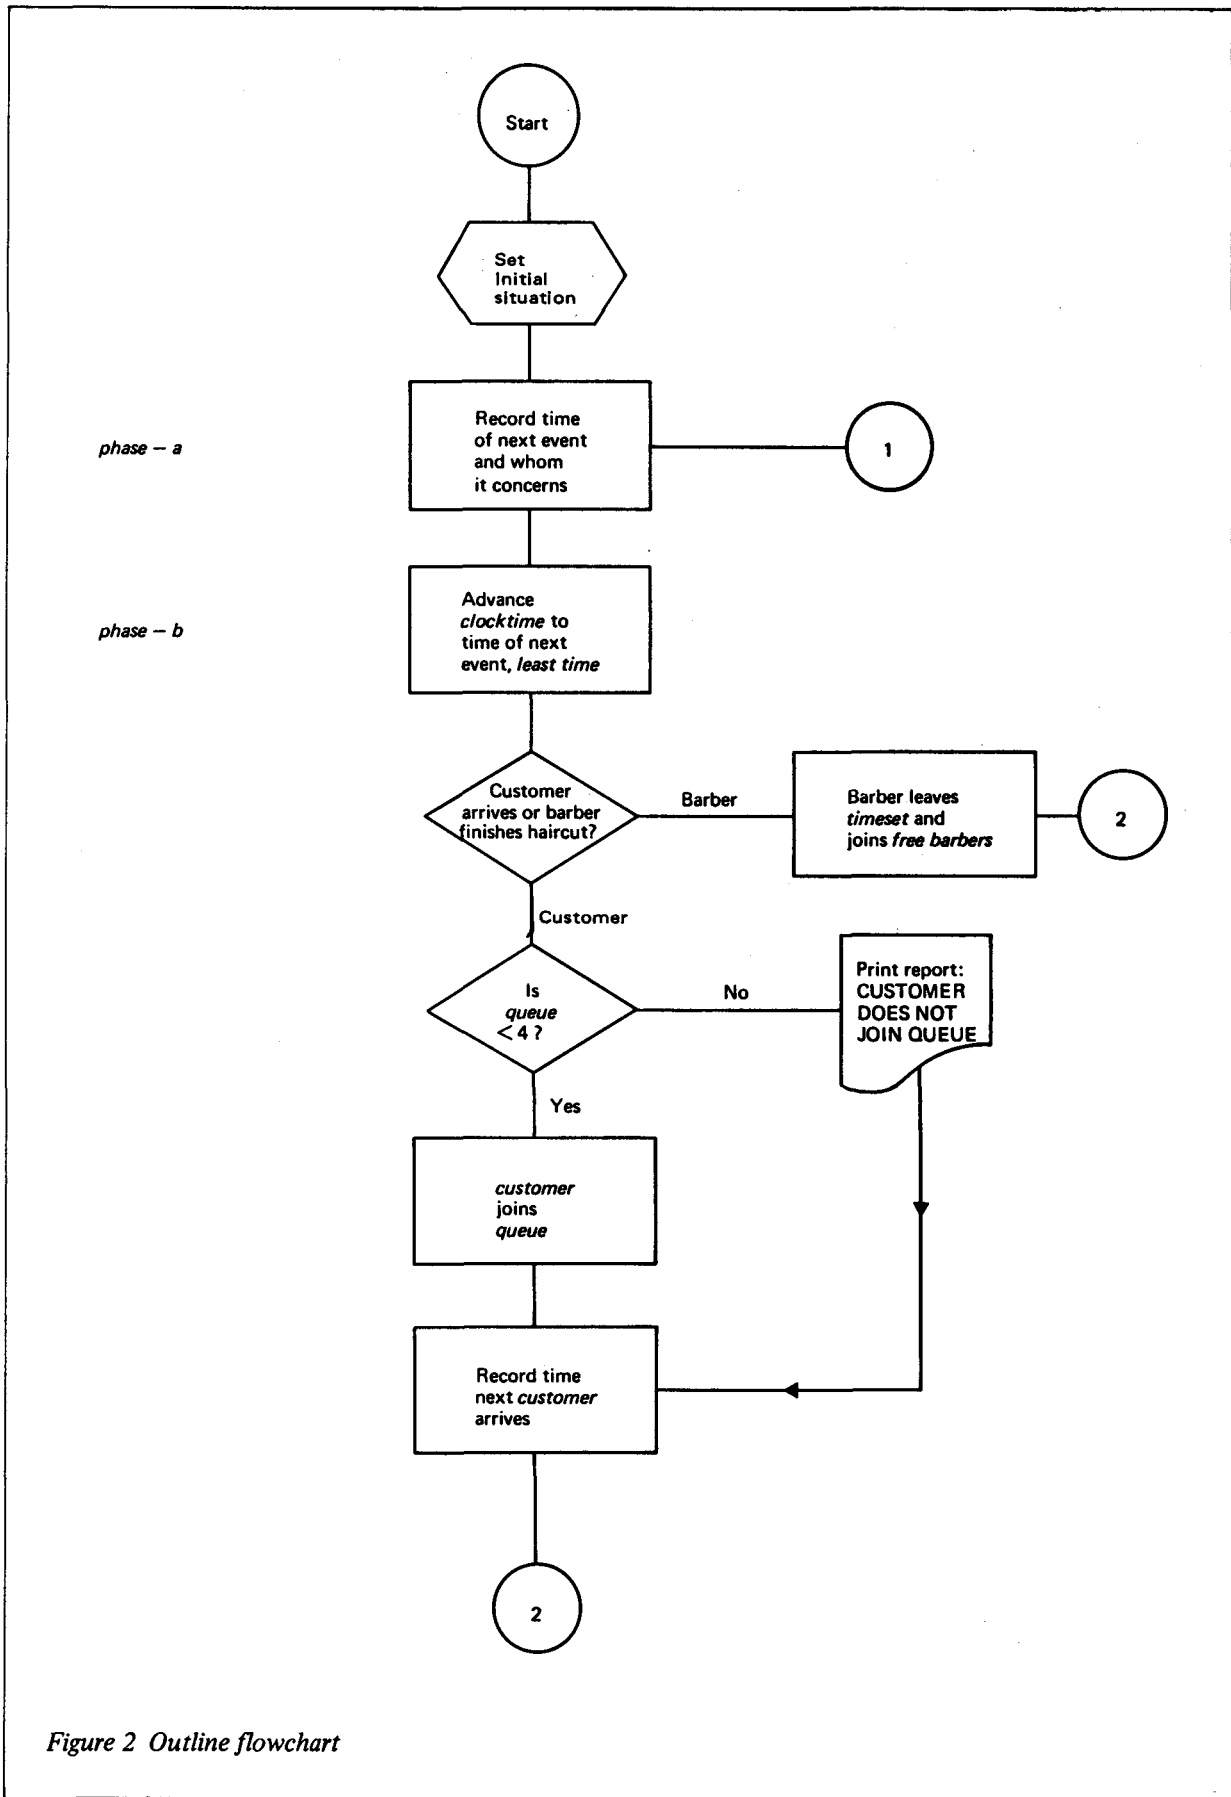 Start
Set
initial
situation
phase – a
Record time
of next event
and whom
it concerns
1
phase – b
Advance
clocktime to
time of next
event, least time
Customer
arrives or barber
finishes haircut?
Barber
Barber leaves
timeset and
joins free barbers
2
Customer
Is
queue
< 4 ?
No
Print report:
CUSTOMER
DOES NOT
JOIN QUEUE
Yes
customer
joins
queue
Record time
next customer
arrives
2
Figure 2 Outline flowchart